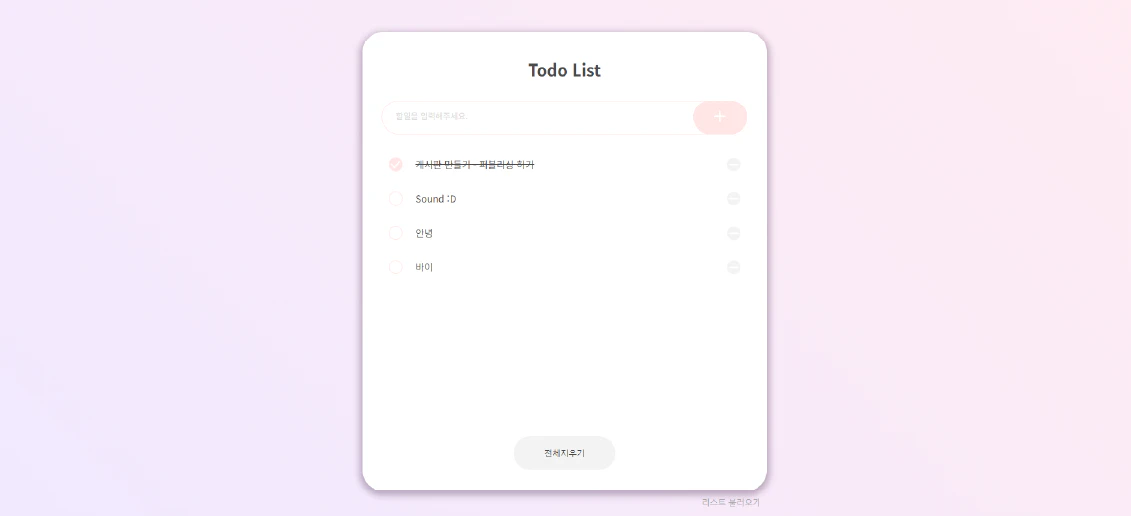 Todo List
할일을 입력해주세요.
+
게시판 만들기 - 퍼블리싱 하기
Sound :D
안녕
바이
전체지우기
리스트 불러오기